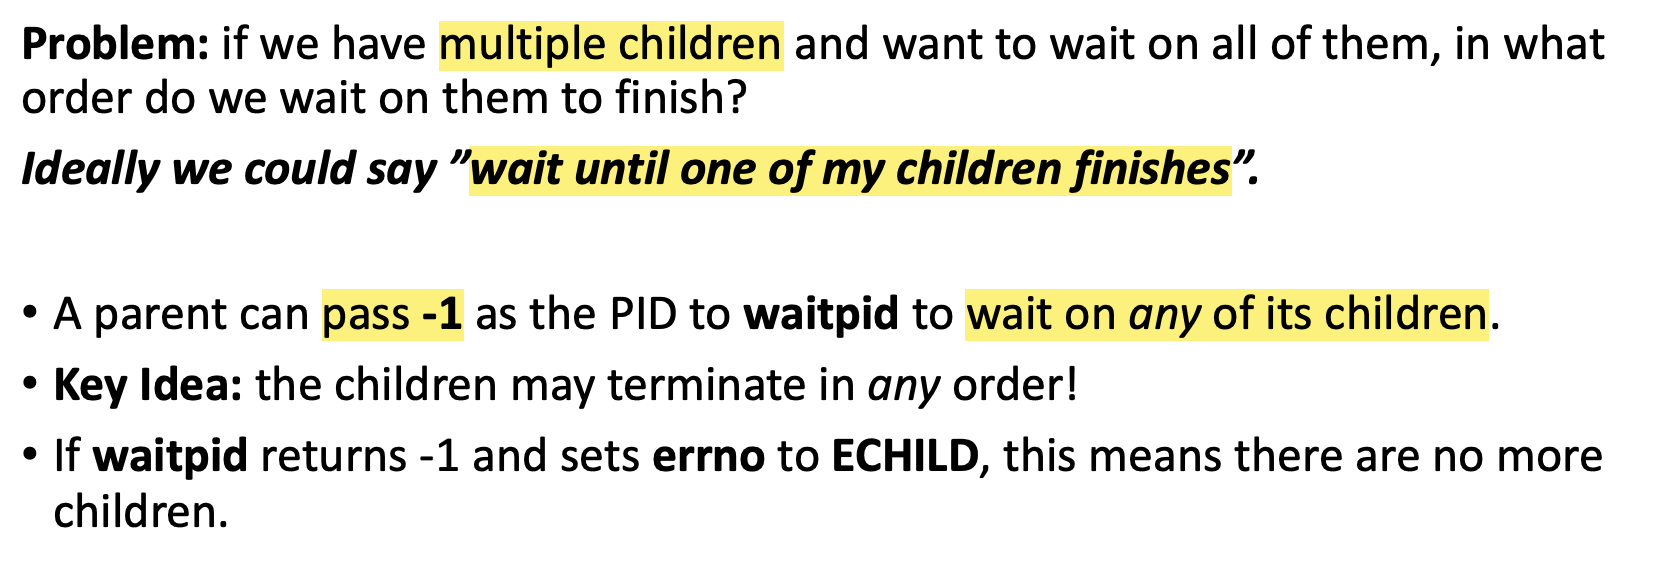 Problem: if we have multiple children and want to wait on all of them, in what
order do we wait on them to finish?
Ideally we could say ”wait until one of my children finishes”.
• A parent can pass -1 as the PID to waitpid to wait on any of its children.
• Key Idea: the children may terminate in any order!
• If waitpid returns -1 and sets errno to ECHILD, this means there are no more
children.